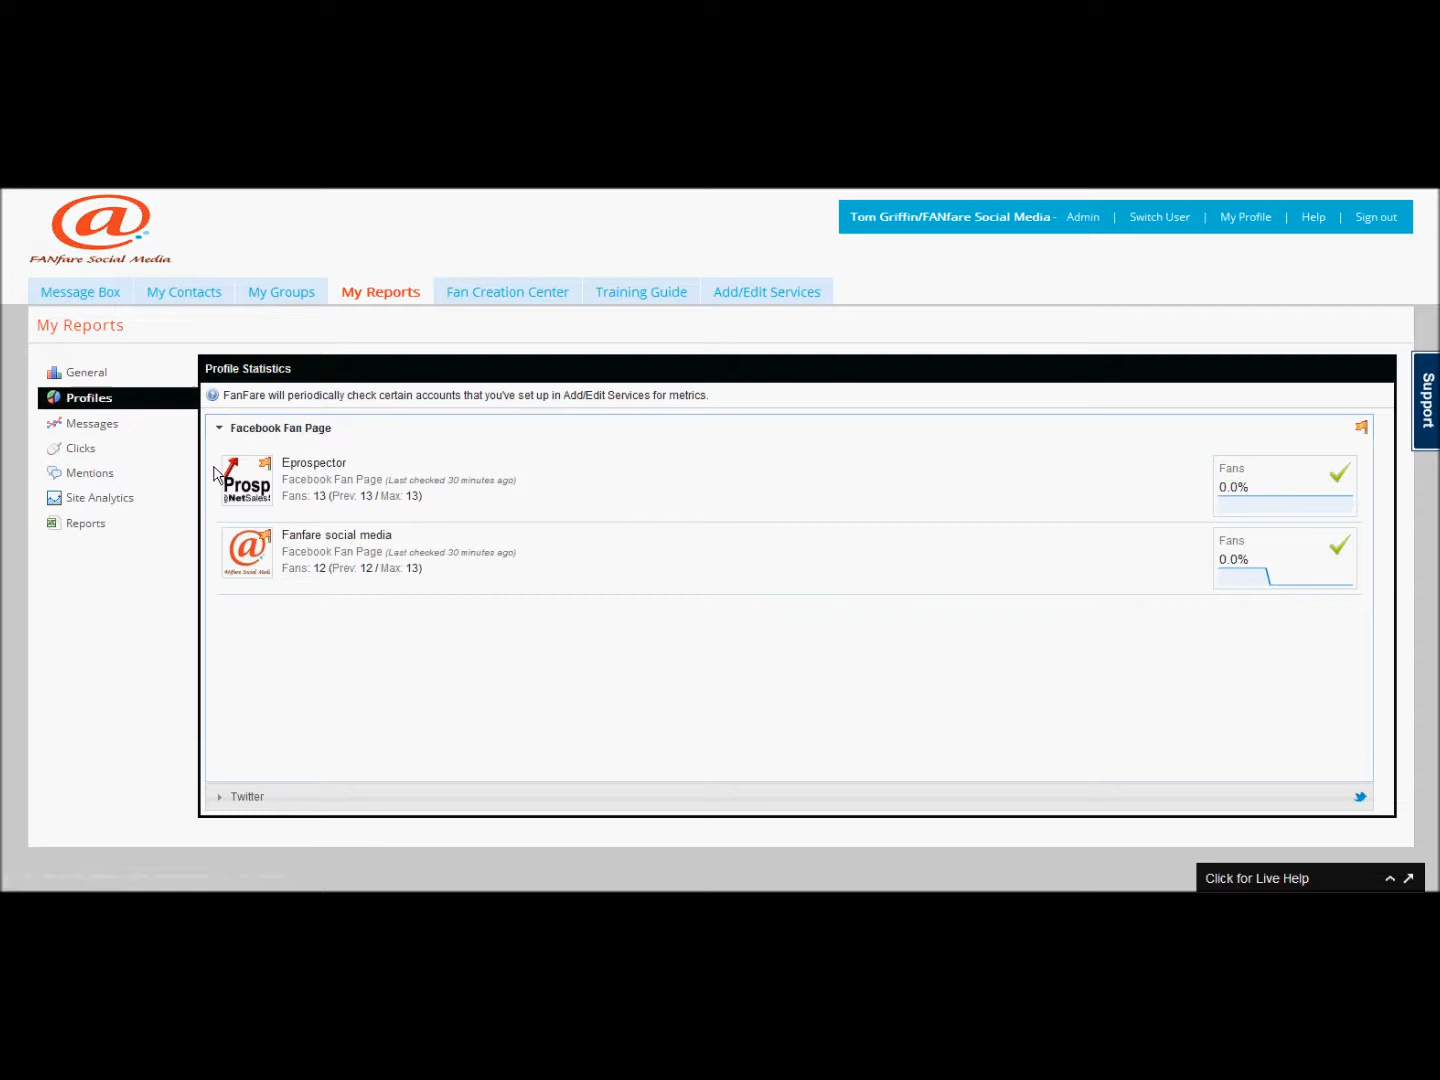 FANfare Social Media
Tom Griffin/FANfare Social Media - Admin | Switch User | My Profile | Help | Sign out
Message Box My Contacts My Groups My Reports Fan Creation Center Training Guide Add/Edit Services
My Reports
General
Profiles
Messages
Clicks
Mentions
Site Analytics
Reports
Profile Statistics
FanFare will periodically check certain accounts that you've set up in Add/Edit Services for metrics.
Facebook Fan Page
Prosp
NetSales
Eprospector
Facebook Fan Page (Last checked 30 minutes ago)
Fans: 13 (Prev: 13 / Max: 13)
Fans
0.0%
Fanfare social media
Facebook Fan Page (Last checked 30 minutes ago)
Fans: 12 (Prev: 12 / Max: 13)
Fans
0.0%
Twitter
Support
Click for Live Help